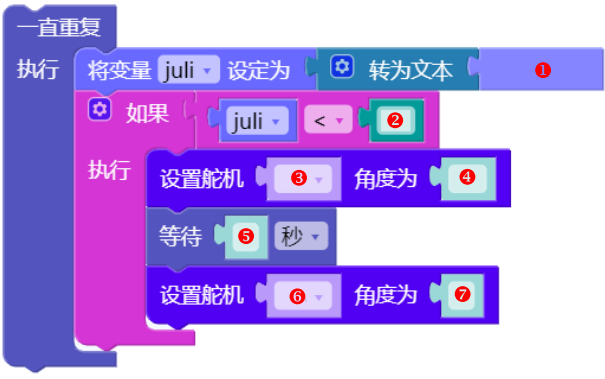 一直重复
执行 将变量 juli 设定为 转为文本 ❶
如果 juli < ❷
执行 设置舵机 ❸ 角度为 ❹
等待 ❺ 秒
设置舵机 ❻ 角度为 ❼